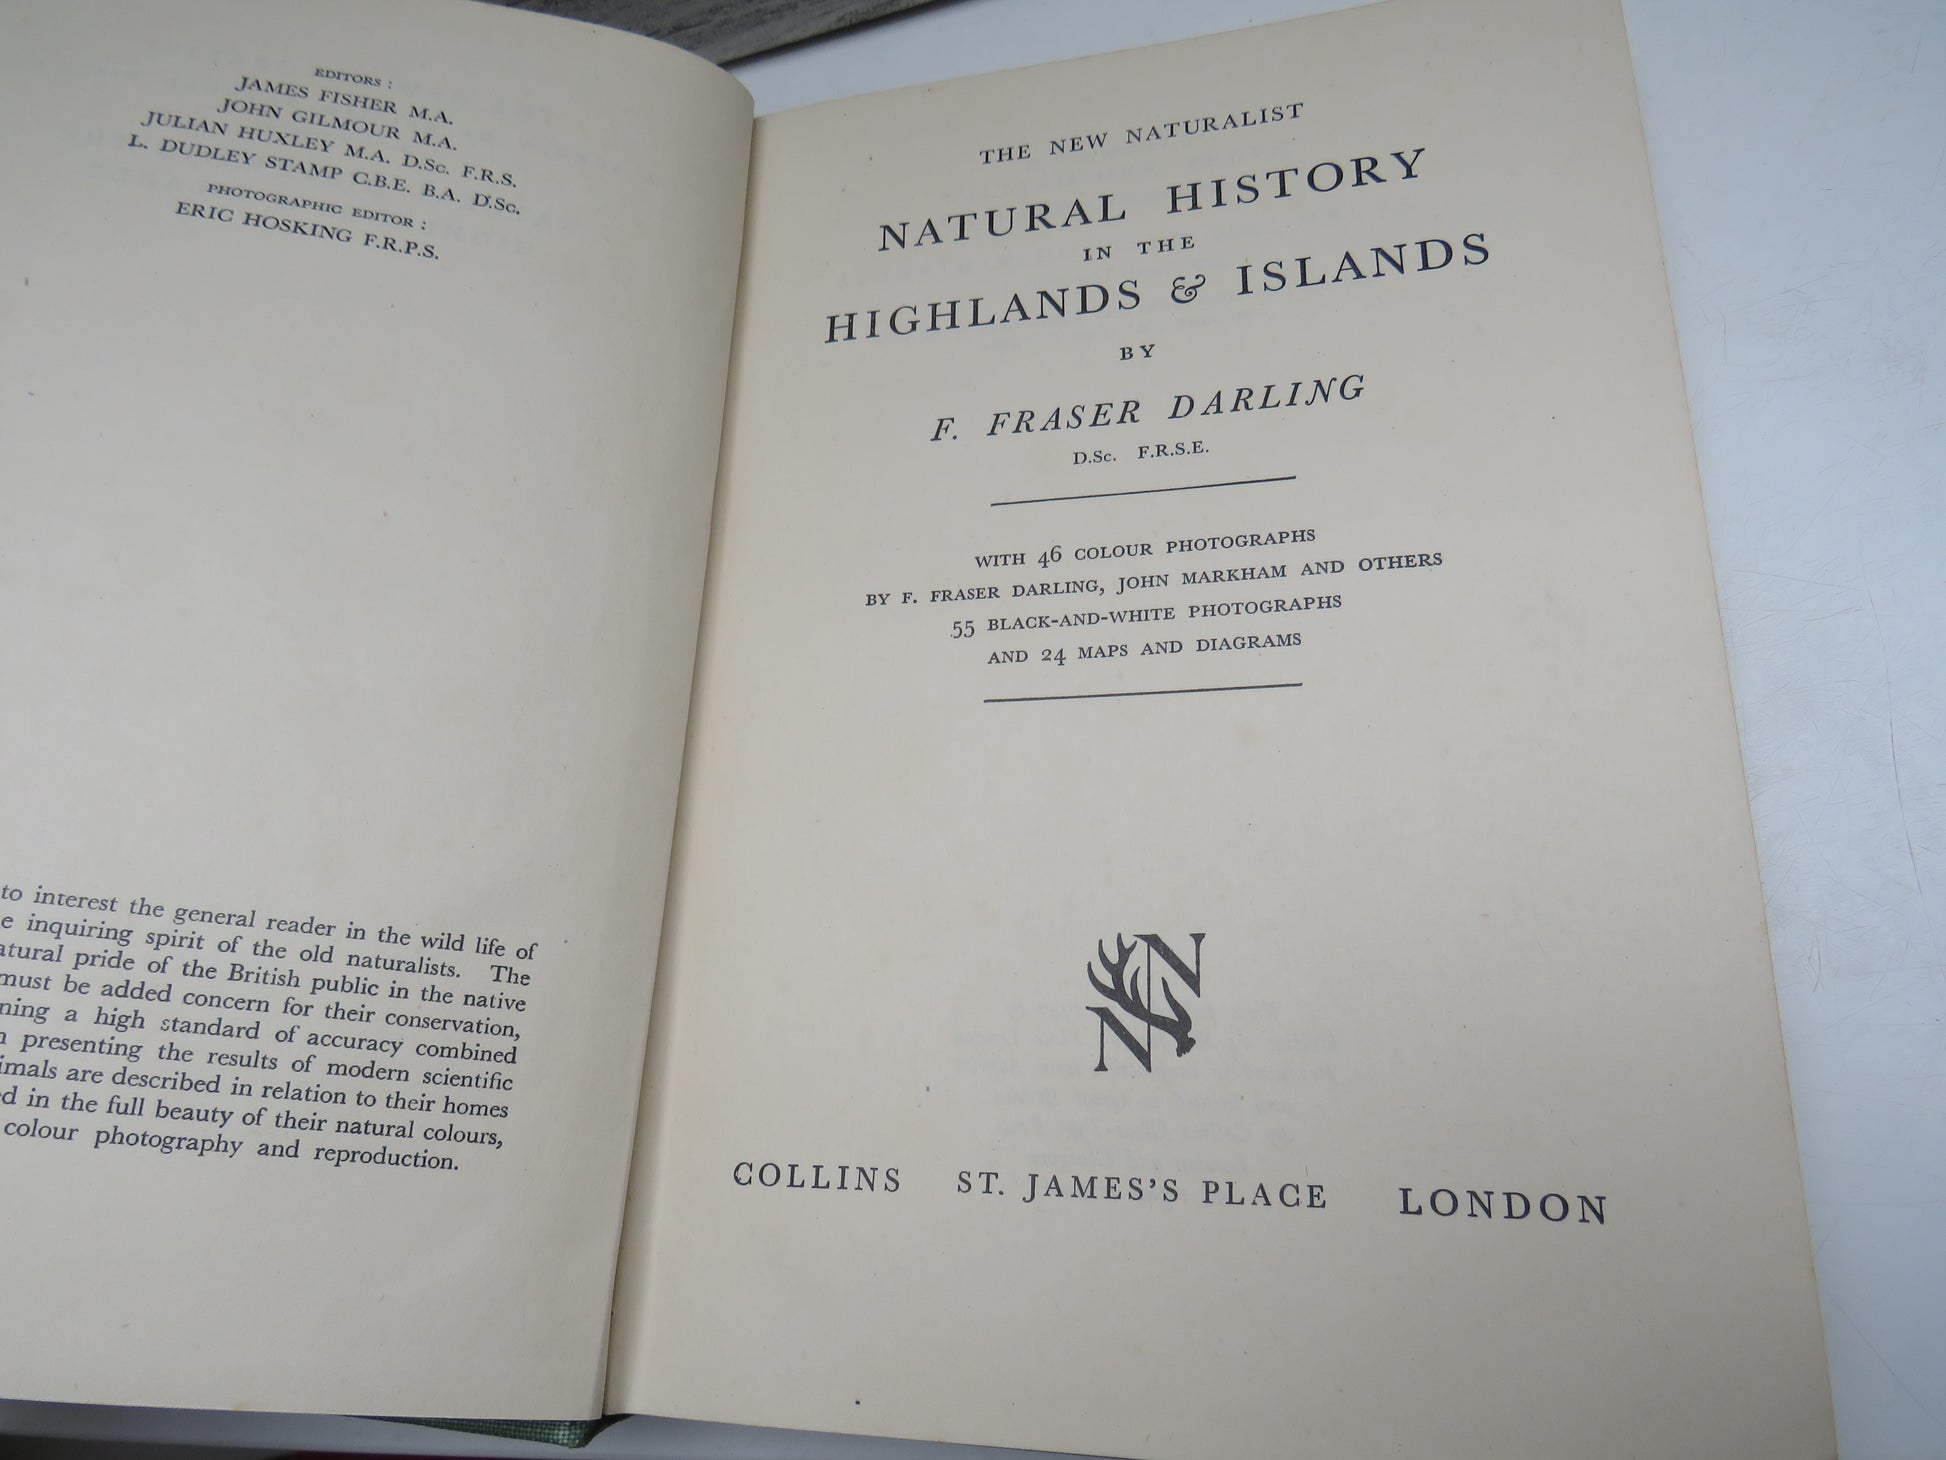 EDITORS :
JAMES FISHER M.A.
JOHN GILMOUR M.A.
JULIAN HUXLEY M.A. D.Sc. F.R.S.
L. DUDLEY STAMP C.B.E. B.A. D.Sc.
PHOTOGRAPHIC EDITOR :
ERIC HOSKING F.R.P.S.
to interest the general reader in the wild life of
inquiring spirit of the old naturalists. The
pride of the British public in the native
must be added concern for their conservation,
a high standard of accuracy combined
presenting the results of modern scientific
are described in relation to their homes
in the full beauty of their natural colours,
colour photography and reproduction.
THE NEW NATURALIST
NATURAL HISTORY
IN THE
HIGHLANDS & ISLANDS
BY
F. FRASER DARLING
D.Sc. F.R.S.E.
WITH 46 COLOUR PHOTOGRAPHS
BY F. FRASER DARLING, JOHN MARKHAM AND OTHERS
55 BLACK-AND-WHITE PHOTOGRAPHS
AND 24 MAPS AND DIAGRAMS
NN
COLLINS ST. JAMES'S PLACE LONDON